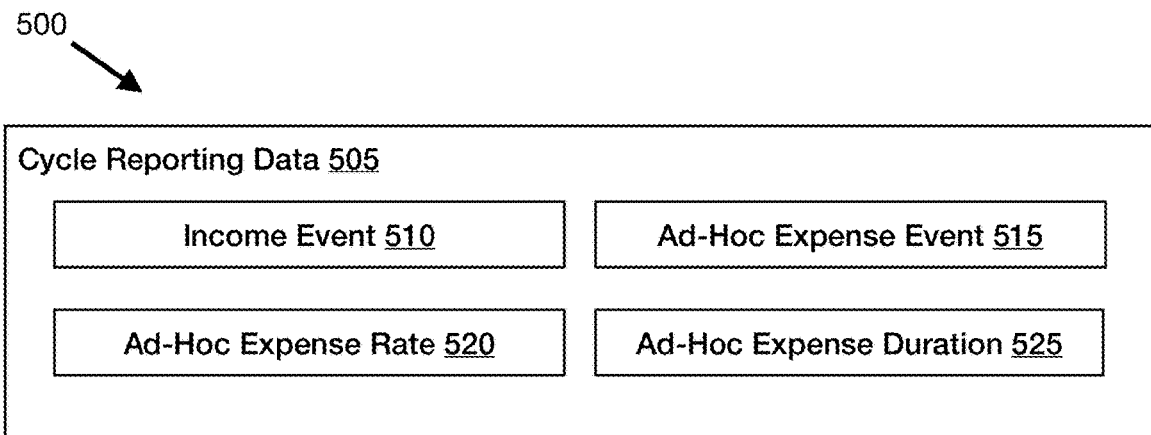 500
Cycle Reporting Data 505
Income Event 510
Ad-Hoc Expense Event 515
Ad-Hoc Expense Rate 520
Ad-Hoc Expense Duration 525